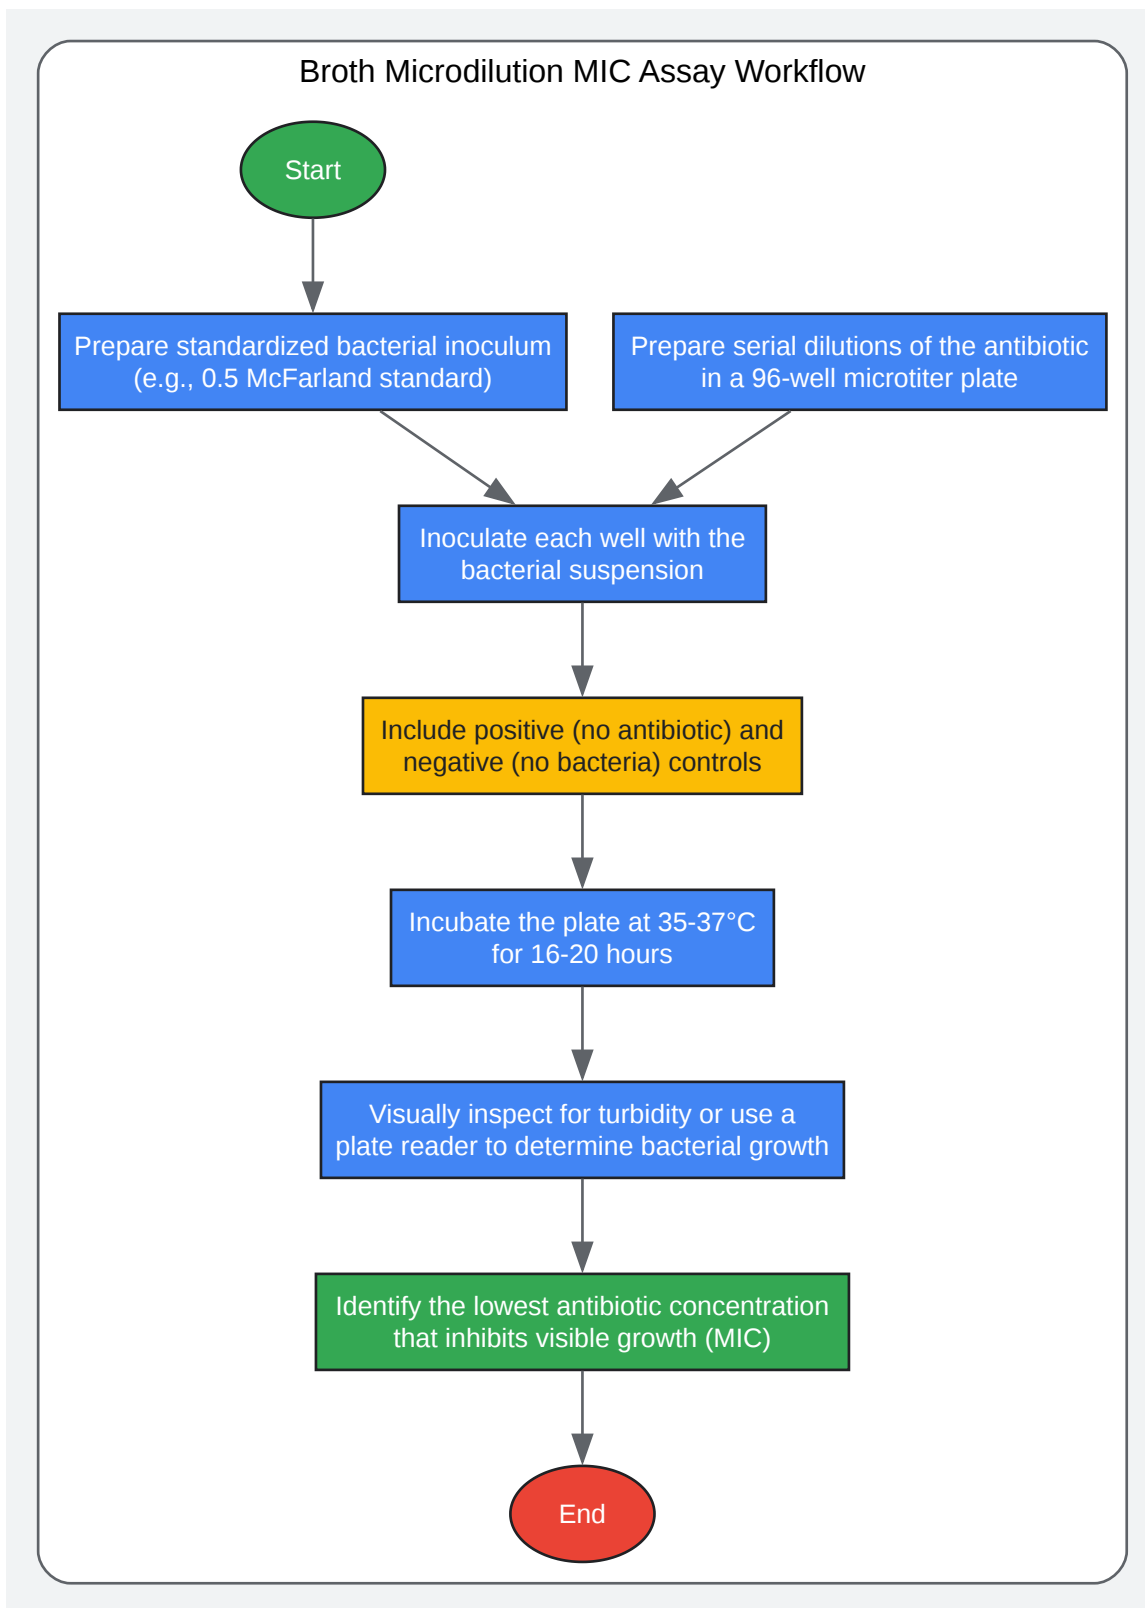 Broth Microdilution MIC Assay Workflow
Start
Prepare standardized bacterial inoculum
(e.g., 0.5 McFarland standard)
Prepare serial dilutions of the antibiotic
in a 96-well microtiter plate
Inoculate each well with the
bacterial suspension
Include positive (no antibiotic) and
negative (no bacteria) controls
Incubate the plate at 35-37°C
for 16-20 hours
Visually inspect for turbidity or use a
plate reader to determine bacterial growth
Identify the lowest antibiotic concentration
that inhibits visible growth (MIC)
End